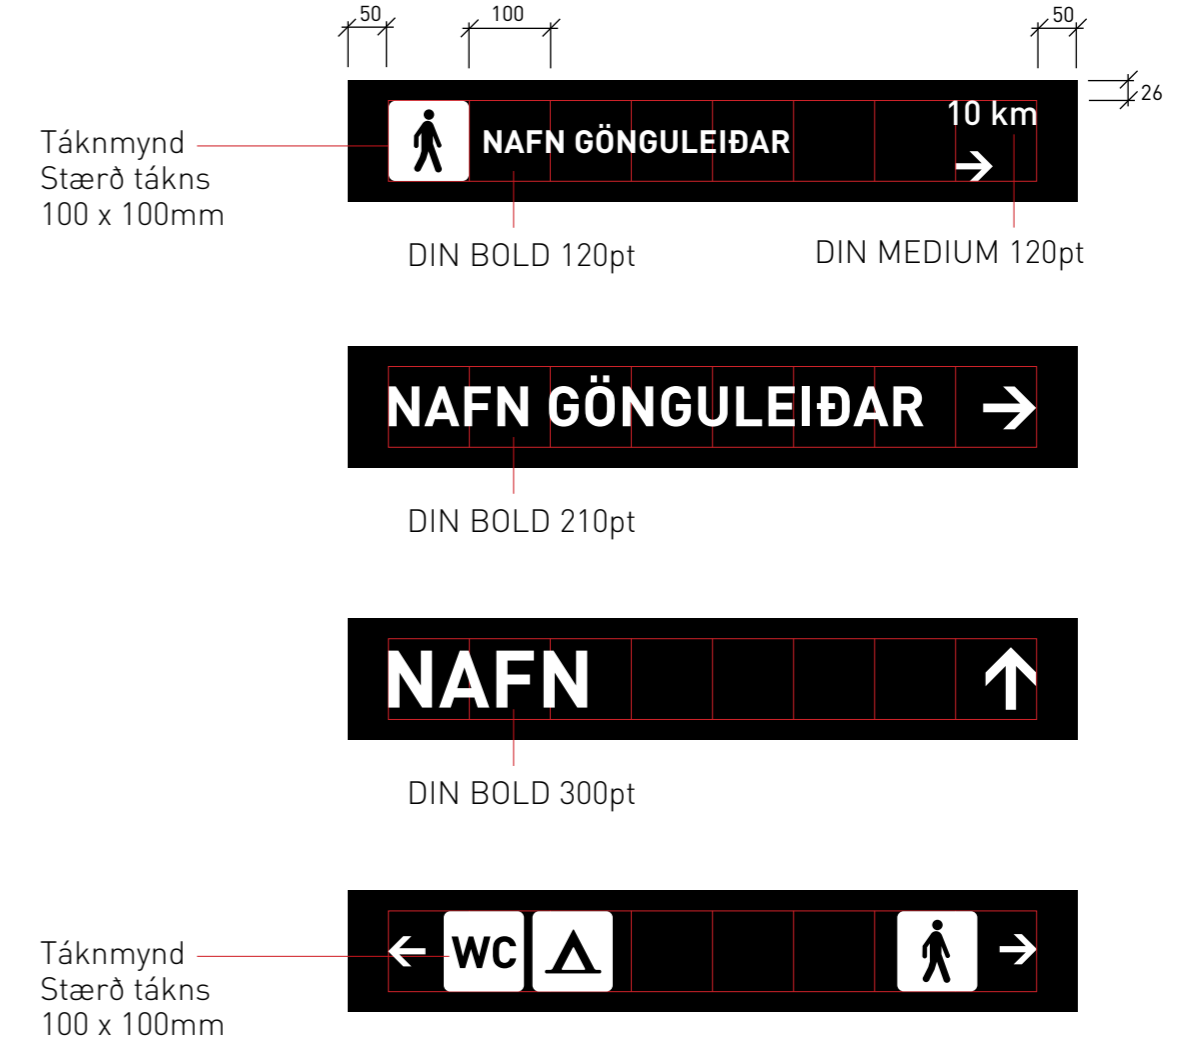 50
100
50
26
10 km
Táknmynd
Stærð tákns
100 x 100mm
NAFN GÖNGULEIÐAR
DIN BOLD 120pt
DIN MEDIUM 120pt
NAFN GÖNGULEIÐAR
DIN BOLD 210pt
NAFN
DIN BOLD 300pt
WC
Táknmynd
Stærð tákns
100 x 100mm